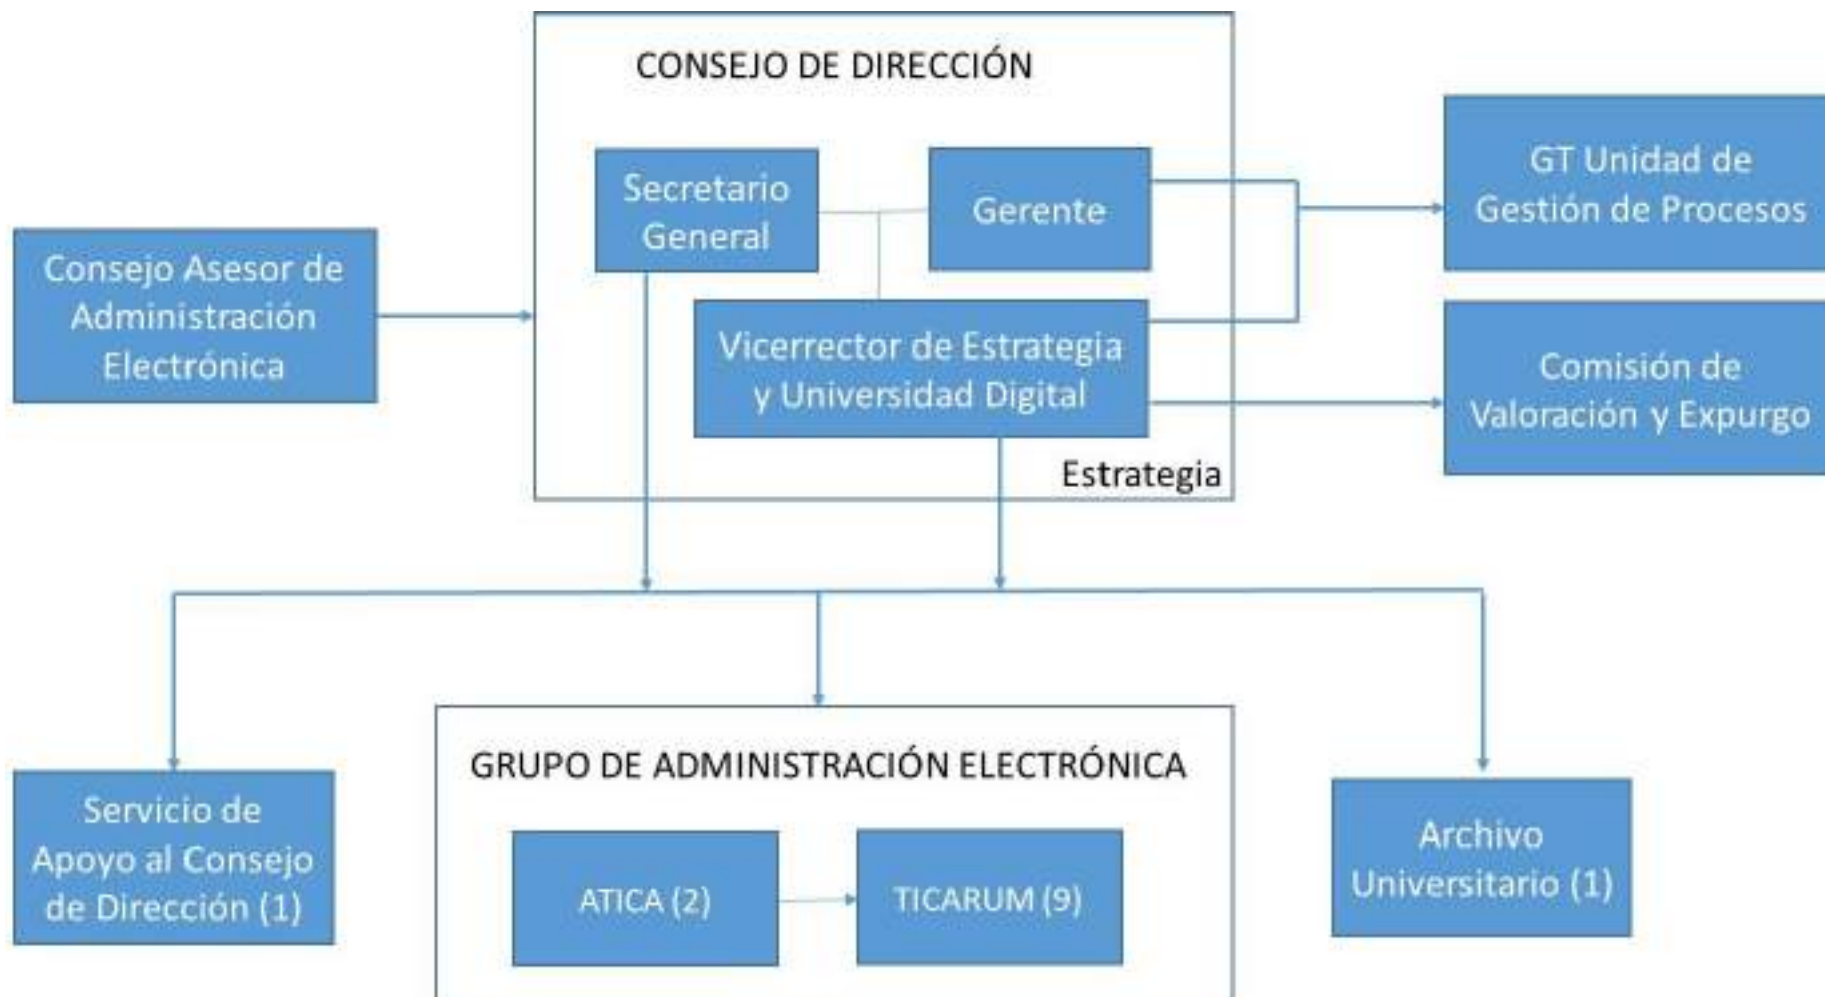 CONSEJO DE DIRECCIÓN
Secretario
General
Gerente
GT Unidad de
Gestión de Procesos
Consejo Asesor de
Administración
Electrónica
Vicerrector de Estrategia
y Universidad Digital
Comisión de
Valoración y Expurgo
Estrategia
GRUPO DE ADMINISTRACIÓN ELECTRÓNICA
Servicio de
Apoyo al Consejo
de Dirección (1)
ATICA (2)
TICARUM (9)
Archivo
Universitario (1)